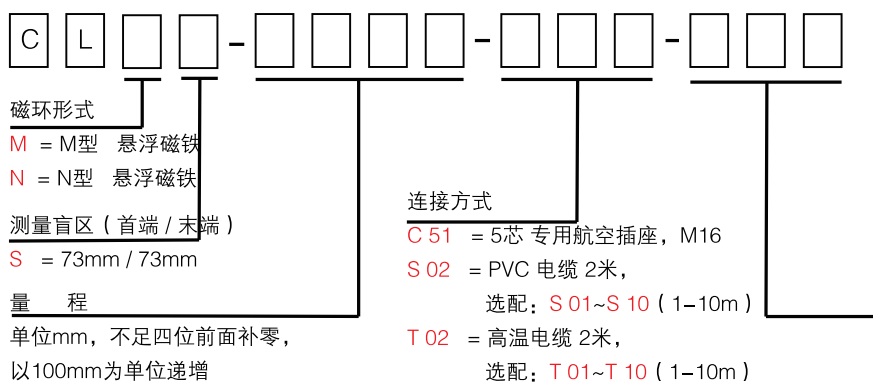 C L - - -
磁环形式
M = M型 悬浮磁铁
N = N型 悬浮磁铁
测量盲区（首端 / 末端）
S = 73mm / 73mm
量 程
单位mm，不足四位前面补零，
以100mm为单位递增
连接方式
C 51 = 5芯 专用航空插座，M16
S 02 = PVC 电缆 2米，
选配：S 01~S 10（1-10m）
T 02 = 高温电缆 2米，
选配：T 01~T 10（1-10m）